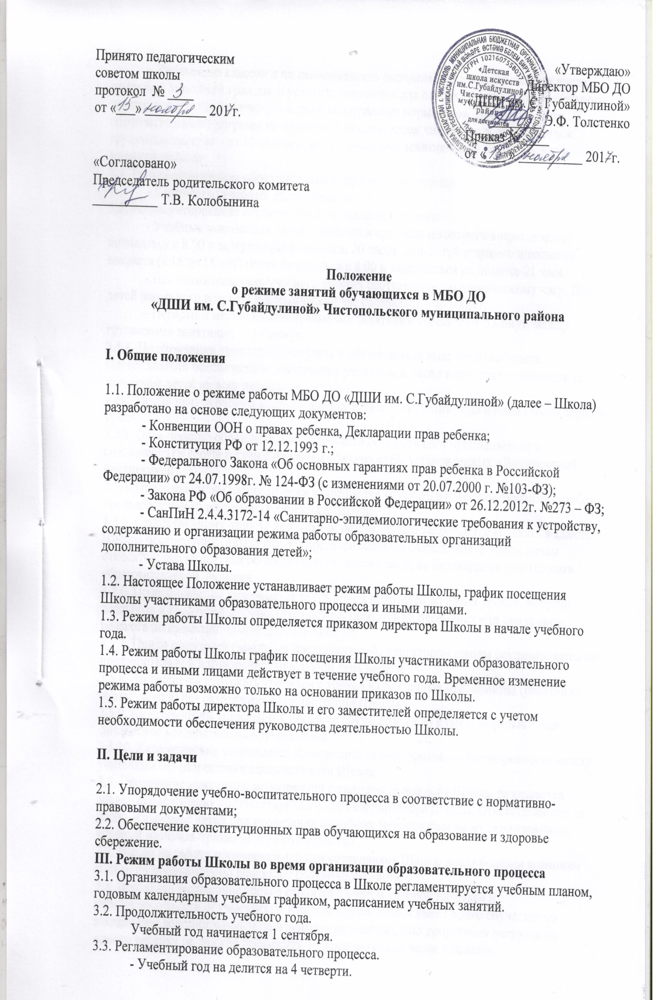 Принято педагогическим
советом школы
протокол № 3
от «15» ноября 2017г.
«Утверждаю»
Директор МБО ДО
«ДШИ им. С. Губайдулиной»
Э.Ф. Толстенко
Приказ №
от « » ноября 2017г.
ОГРН 1021607558037
«Детская
школа искусств
им.С.Губайдулиной»
Чистопольского
муниципального
района
для документов
«Согласовано»
Председатель родительского комитета
Т.В. Колобынина
Положение
о режиме занятий обучающихся в МБО ДО
«ДШИ им. С.Губайдулиной» Чистопольского муниципального района
I. Общие положения
1.1. Положение о режиме работы МБО ДО «ДШИ им. С.Губайдулиной» (далее – Школа)
разработано на основе следующих документов:
- Конвенции ООН о правах ребенка, Декларации прав ребенка;
- Конституция РФ от 12.12.1993 г.;
- Федерального Закона «Об основных гарантиях прав ребенка в Российской
Федерации» от 24.07.1998г. № 124-ФЗ (с изменениями от 20.07.2000 г. №103-ФЗ);
- Закона РФ «Об образовании в Российской Федерации» от 26.12.2012г. №273 – ФЗ;
- СанПиН 2.4.4.3172-14 «Санитарно-эпидемиологические требования к устройству,
содержанию и организации режима работы образовательных организаций
дополнительного образования детей»;
- Устава Школы.
1.2. Настоящее Положение устанавливает режим работы Школы, график посещения
Школы участниками образовательного процесса и иными лицами.
1.3. Режим работы Школы определяется приказом директора Школы в начале учебного
года.
1.4. Режим работы Школы график посещения Школы участниками образовательного
процесса и иными лицами действует в течение учебного года. Временное изменение
режима работы возможно только на основании приказов по Школы.
1.5. Режим работы директора Школы и его заместителей определяется с учетом
необходимости обеспечения руководства деятельностью Школы.
II. Цели и задачи
2.1. Упорядочение учебно-воспитательного процесса в соответствие с нормативно-
правовыми документами;
2.2. Обеспечение конституционных прав обучающихся на образование и здоровье
сбережение.
III. Режим работы Школы во время организации образовательного процесса
3.1. Организация образовательного процесса в Школе регламентируется учебным планом,
годовым календарным учебным графиком, расписанием учебных занятий.
3.2. Продолжительность учебного года.
Учебный год начинается 1 сентября.
3.3. Регламентирование образовательного процесса.
- Учебный год на делится на 4 четверти.